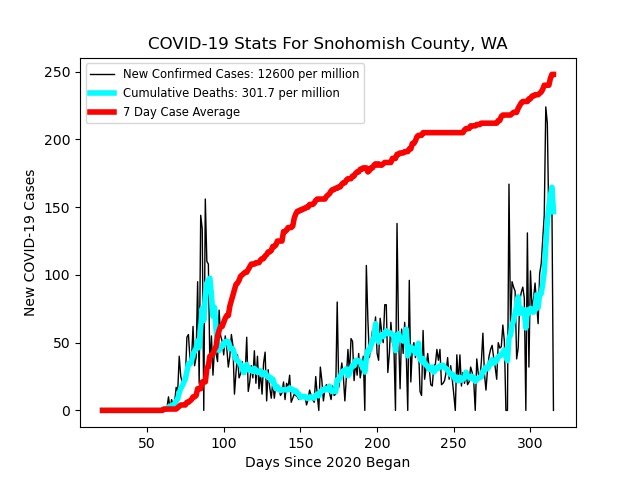 COVID-19 Stats For Snohomish County, WA
New Confirmed Cases: 12600 per million
Cumulative Deaths: 301.7 per million
7 Day Case Average
250
200
150
100
50
0
New COVID-19 Cases
50 100 150 200 250 300
Days Since 2020 Began